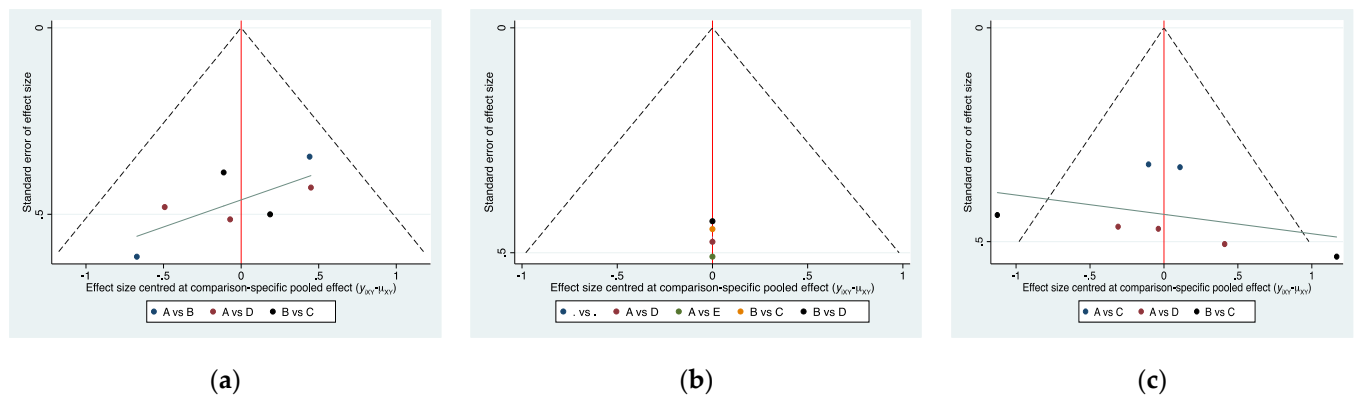 0
.5
Standard error of effect size
-1 -.5 0 .5 1
Effect size centred at comparison-specific pooled effect (yiXY-μXY)
A vs B A vs D B vs C
(a)
0
.5
Standard error of effect size
-1 -.5 0 .5 1
Effect size centred at comparison-specific pooled effect (yiXY-μXY)
. vs . A vs D A vs E B vs C B vs D
(b)
0
.5
Standard error of effect size
-1 -.5 0 .5 1
Effect size centred at comparison-specific pooled effect (yiXY-μXY)
A vs C A vs D B vs C
(c)